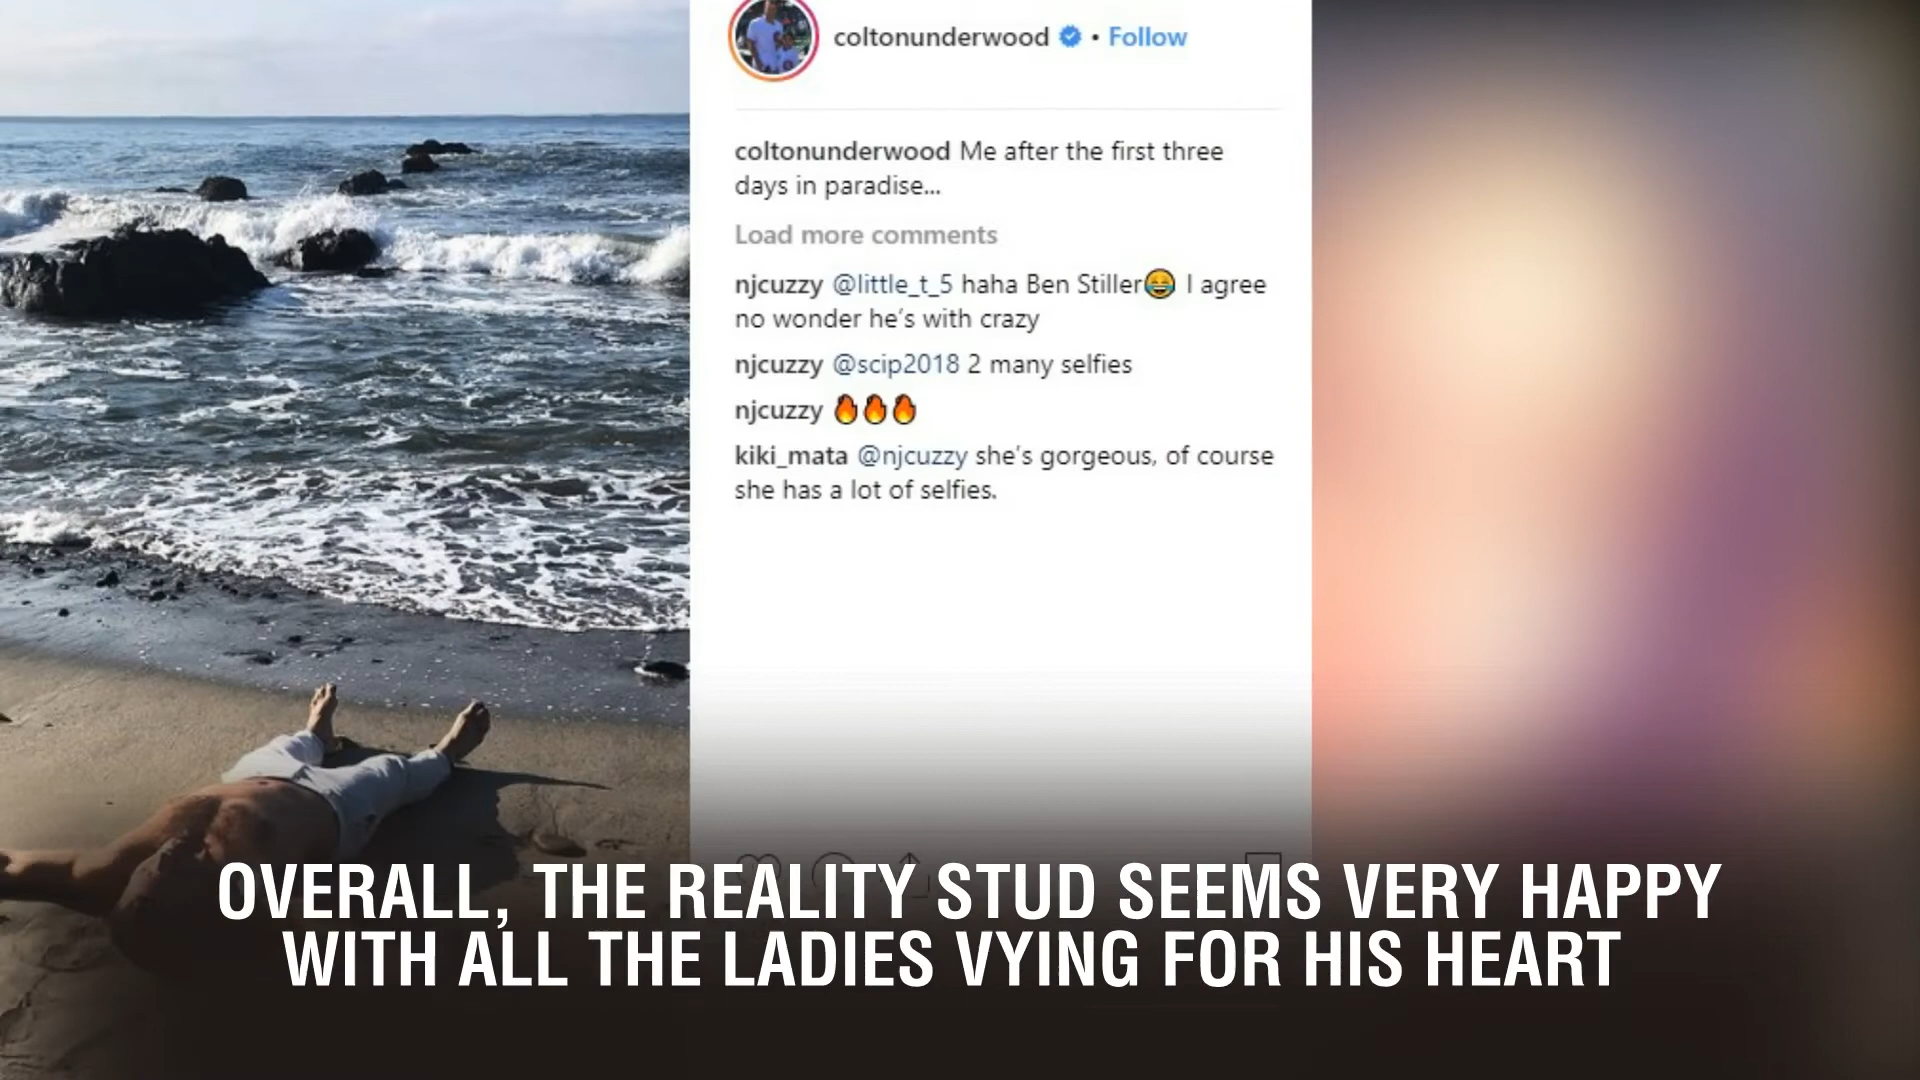 coltonunderwood • Follow
coltonunderwood Me after the first three
days in paradise...
Load more comments
njcuzzy @little_t_5 haha Ben Stiller😂 I agree
no wonder he's with crazy
njcuzzy @scip2018 2 many selfies
njcuzzy 🔥🔥🔥
kiki_mata @njcuzzy she's gorgeous, of course
she has a lot of selfies.
OVERALL, THE REALITY STUD SEEMS VERY HAPPY
WITH ALL THE LADIES VYING FOR HIS HEART